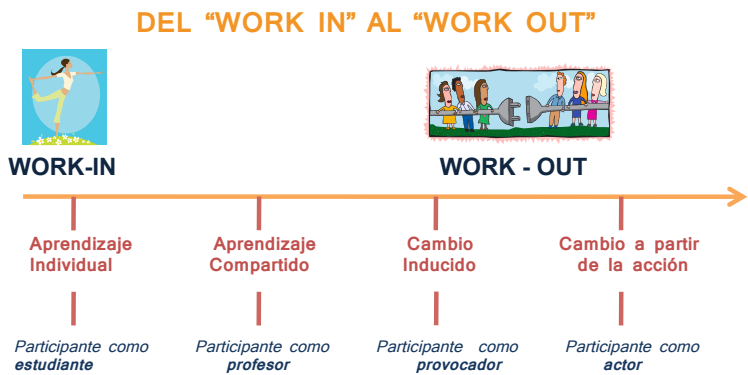 DEL “WORK IN” AL “WORK OUT”
WORK-IN
WORK - OUT
Aprendizaje
Individual
Aprendizaje
Compartido
Cambio
Inducido
Cambio a partir
de la acción
Participante como
estudiante
Participante como
profesor
Participante como
provocador
Participante como
actor